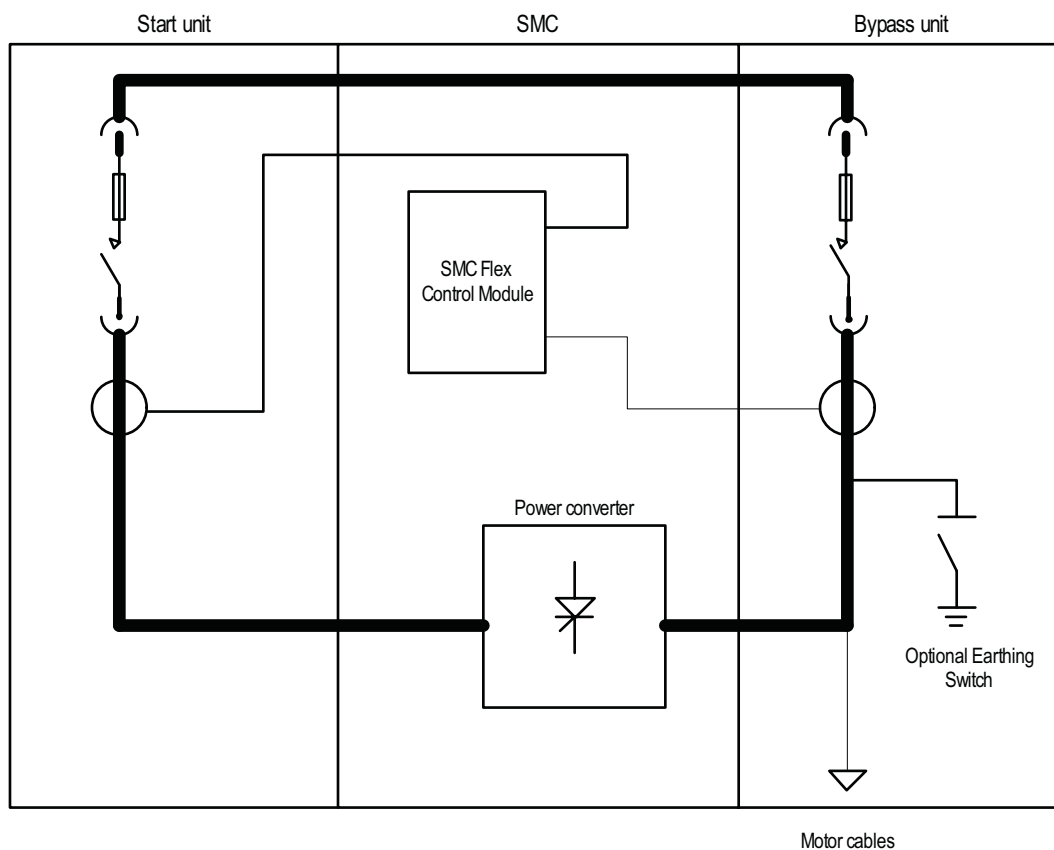 Start unit
SMC
Bypass unit
SMC Flex
Control Module
Power converter
Optional Earthing
Switch
Motor cables